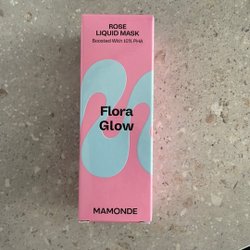 ROSE
LIQUID MASK
Boosted With 10% PHA
Flora
Glow
MAMONDE